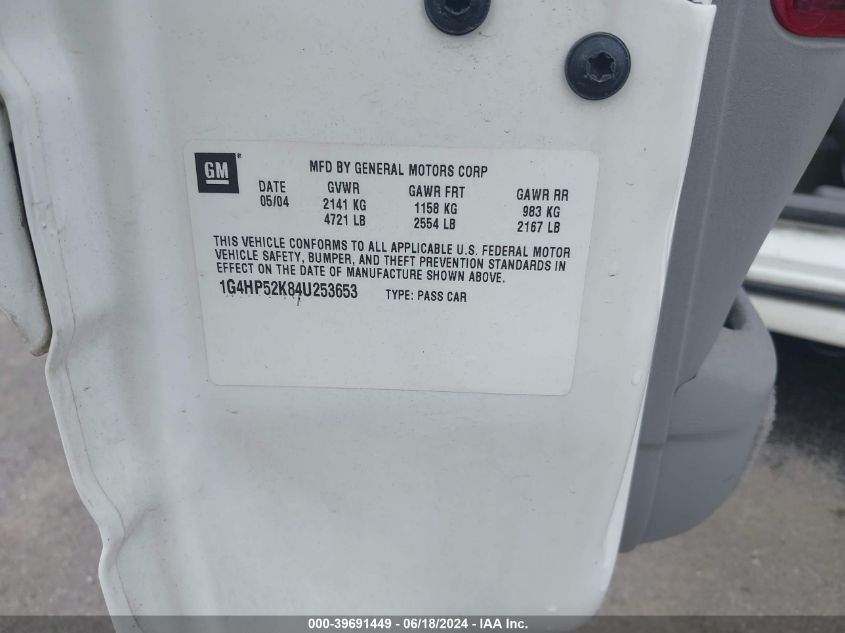 GM ®
MFD BY GENERAL MOTORS CORP
DATE GVWR GAWR FRT GAWR RR
05/04 2141 KG 1158 KG 983 KG
4721 LB 2554 LB 2167 LB
THIS VEHICLE CONFORMS TO ALL APPLICABLE U.S. FEDERAL MOTOR
VEHICLE SAFETY, BUMPER, AND THEFT PREVENTION STANDARDS IN
EFFECT ON THE DATE OF MANUFACTURE SHOWN ABOVE.
1G4HP52K84U253653 TYPE: PASS CAR
000-39691449 - 06/18/2024 - IAA Inc.